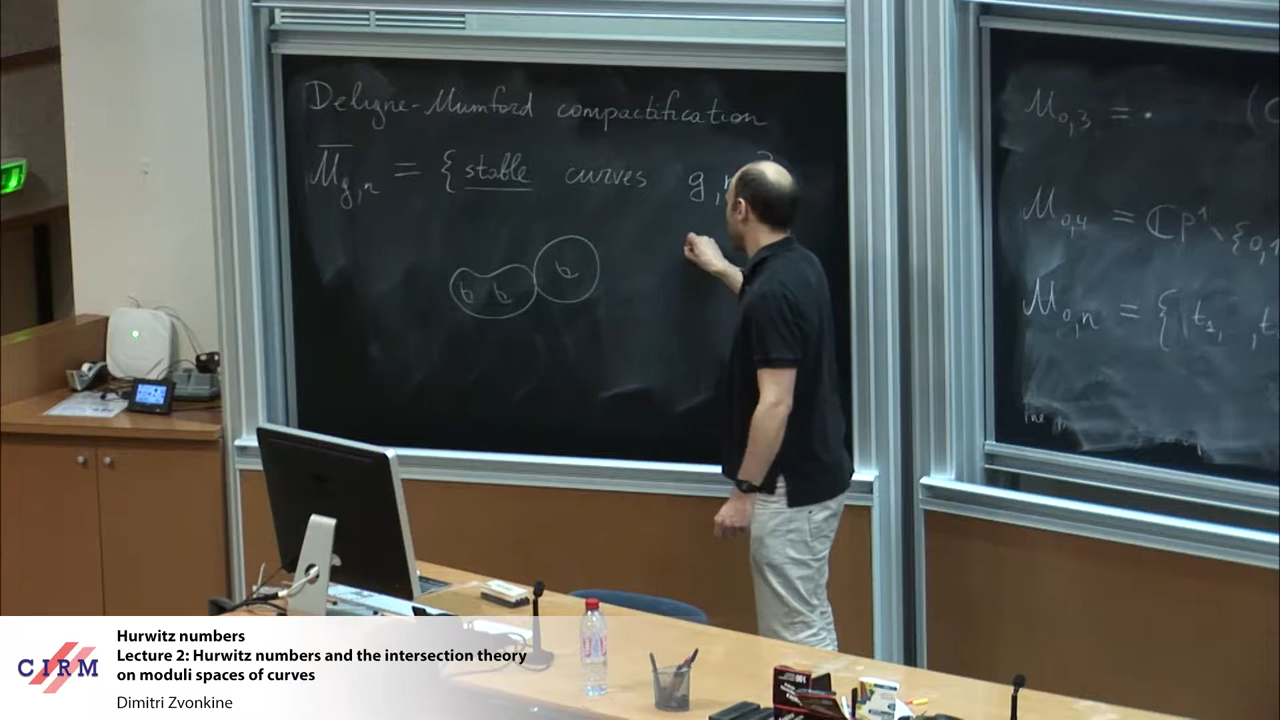 Deligne-Mumford compactification
M̅g,n = { stable curves g,n
M0,3 = •
M0,4 = ℂP¹ \ {0,1
M0,n = { t1, , t
CIRM
Hurwitz numbers
Lecture 2: Hurwitz numbers and the intersection theory
on moduli spaces of curves
Dimitri Zvonkine